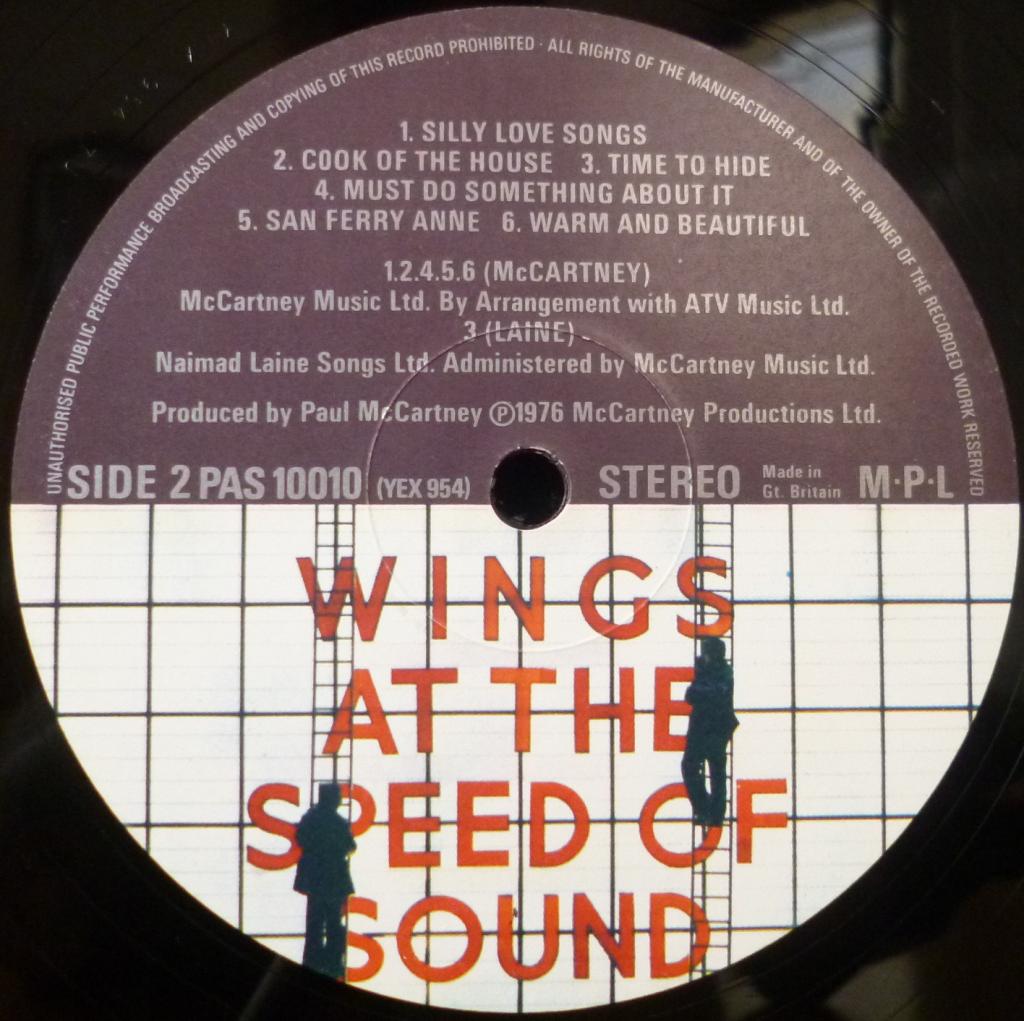 UNAUTHORISED PUBLIC PERFORMANCE BROADCASTING AND COPYING OF THIS RECORD PROHIBITED · ALL RIGHTS OF THE MANUFACTURER AND OF THE OWNER OF THE RECORDED WORK RESERVED
1. SILLY LOVE SONGS
2. COOK OF THE HOUSE 3. TIME TO HIDE
4. MUST DO SOMETHING ABOUT IT
5. SAN FERRY ANNE 6. WARM AND BEAUTIFUL
1.2.4.5.6 (McCARTNEY)
McCartney Music Ltd. By Arrangement with ATV Music Ltd.
3 (LAINE)
Naimad Laine Songs Ltd. Administered by McCartney Music Ltd.
Produced by Paul McCartney ℗1976 McCartney Productions Ltd.
SIDE 2 PAS 10010 (YEX 954) STEREO Made in Gt. Britain M·P·L
WINGS
AT THE
SPEED OF
SOUND